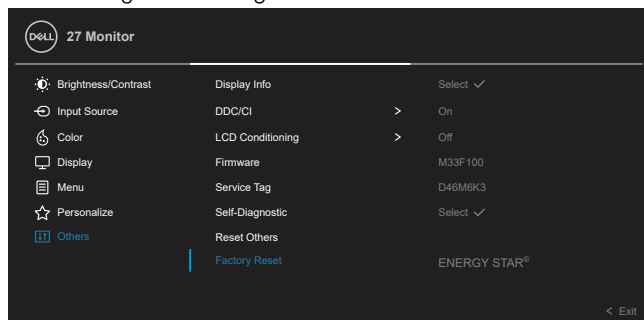 DELL 27 Monitor
Brightness/Contrast Display Info Select ✓
Input Source DDC/CI > On
Color LCD Conditioning > Off
Display Firmware M33F100
Menu Service Tag D46M6K3
Personalize Self-Diagnostic Select ✓
Others Reset Others
Factory Reset ENERGY STAR®
< Exit